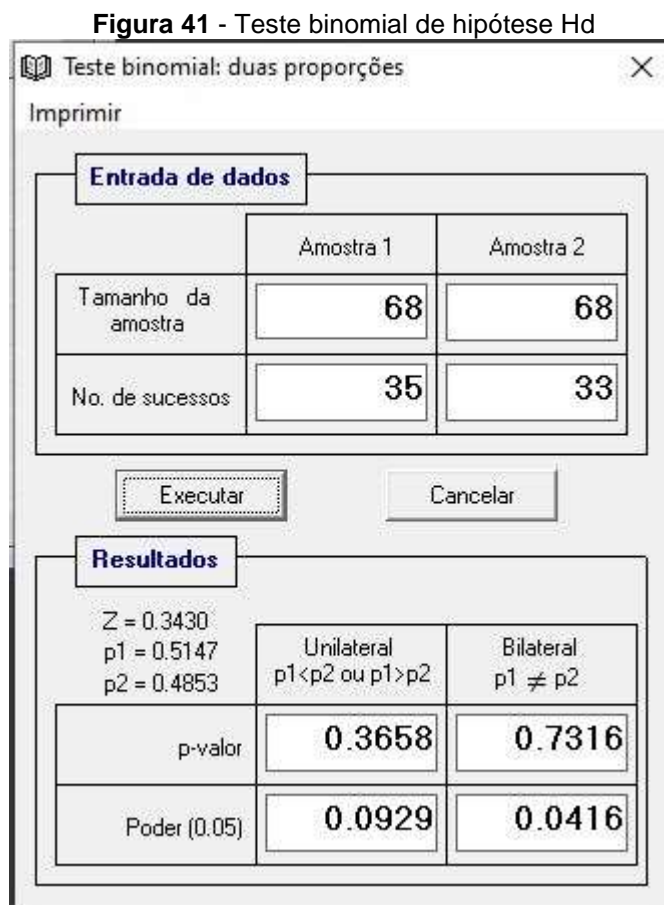 Figura 41 - Teste binomial de hipótese Hd
Teste binomial: duas proporções
Imprimir
Entrada de dados
Amostra 1 Amostra 2
Tamanho da
amostra
68 68
No. de sucessos 35 33
Executar Cancelar
Resultados
Z = 0.3430
p1 = 0.5147
p2 = 0.4853
Unilateral
p1<p2 ou p1>p2
Bilateral
p1 ≠ p2
p-valor 0.3658 0.7316
Poder (0.05) 0.0929 0.0416